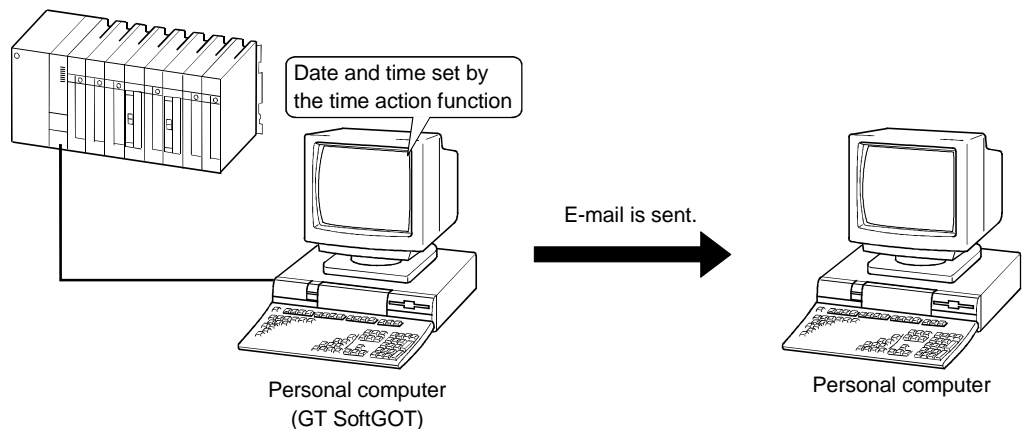 Date and time set by
the time action function
E-mail is sent.
Personal computer
(GT SoftGOT)
Personal computer